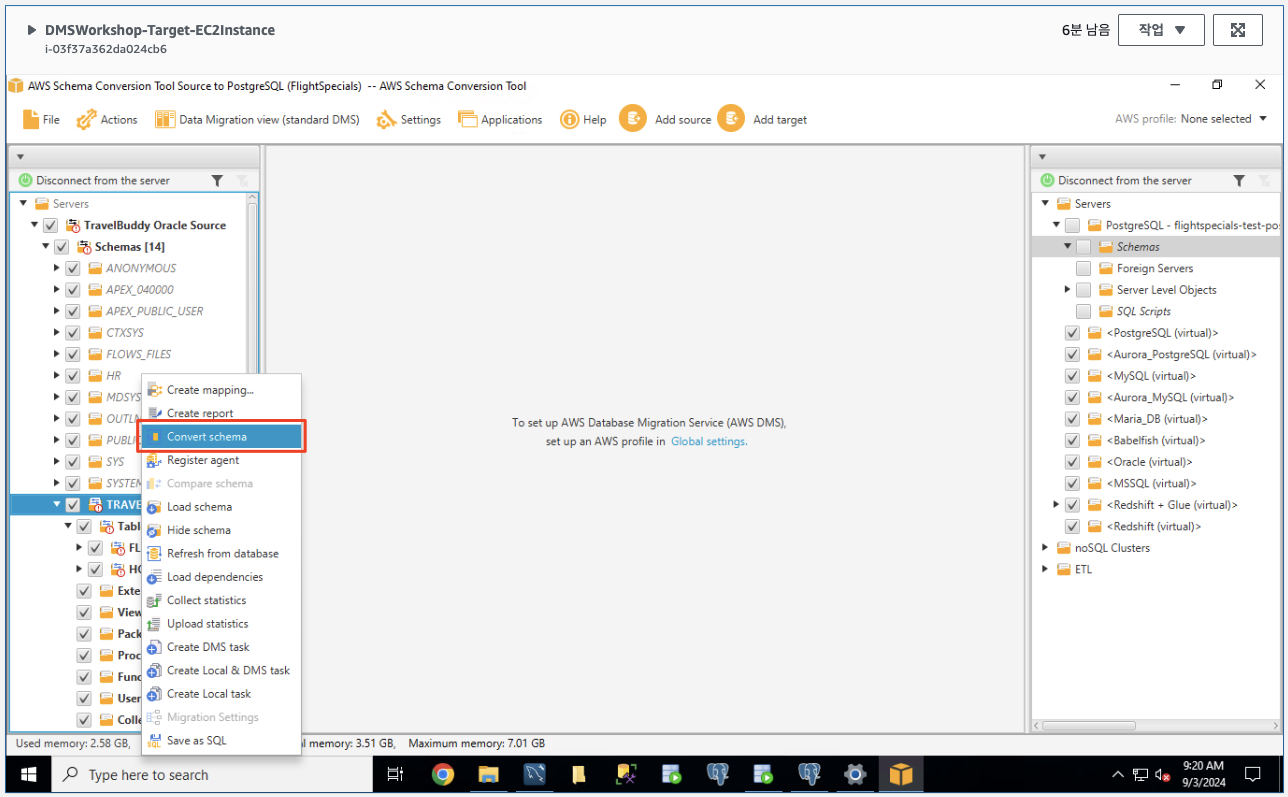 DMSWorkshop-Target-EC2Instance
i-03f37a362da024cb6
6분 남음
작업
AWS Schema Conversion Tool Source to PostgreSQL (FlightSpecials) -- AWS Schema Conversion Tool
File
Actions
Data Migration view (standard DMS)
Settings
Applications
Help
Add source
Add target
AWS profile: None selected
Disconnect from the server
Servers
TravelBuddy Oracle Source
Schemas [14]
ANONYMOUS
APEX_040000
APEX_PUBLIC_USER
CTXSYS
FLOWS_FILES
HR
MDSYS
OUTLN
PUBLIC
SYS
SYSTEM
TRAVE
Tabl
FL
HO
Exte
View
Pack
Proc
Func
User
Colle
Create mapping...
Create report
Convert schema
Register agent
Compare schema
Load schema
Hide schema
Refresh from database
Load dependencies
Collect statistics
Upload statistics
Create DMS task
Create Local & DMS task
Create Local task
Migration Settings
Save as SQL
To set up AWS Database Migration Service (AWS DMS),
set up an AWS profile in Global settings.
Disconnect from the server
Servers
PostgreSQL - flightspecials-test-po
Schemas
Foreign Servers
Server Level Objects
SQL Scripts
<PostgreSQL (virtual)>
<Aurora_PostgreSQL (virtual)>
<MySQL (virtual)>
<Aurora_MySQL (virtual)>
<Maria_DB (virtual)>
<Babelfish (virtual)>
<Oracle (virtual)>
<MSSQL (virtual)>
<Redshift + Glue (virtual)>
<Redshift (virtual)>
noSQL Clusters
ETL
Used memory: 2.58 GB, l memory: 3.51 GB, Maximum memory: 7.01 GB
Type here to search
9:20 AM
9/3/2024